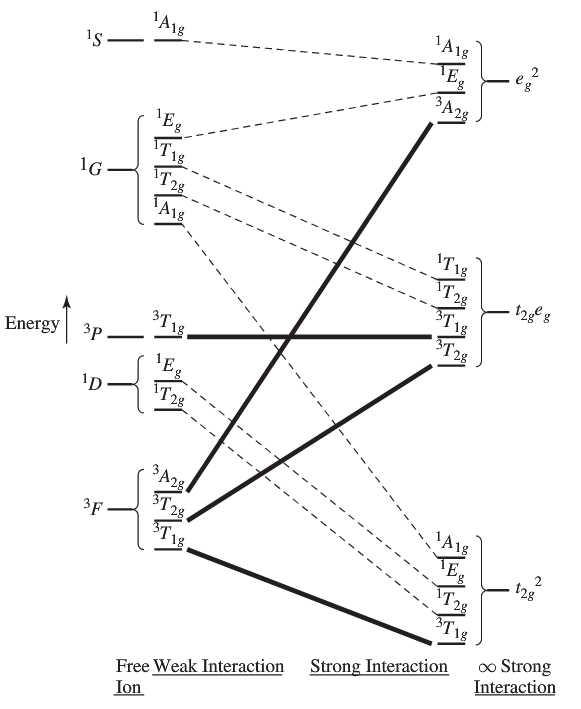 ¹S
¹A₁g
¹A₁g
¹Eg
³A₂g
eg²
¹G
¹Eg
¹T₁g
¹T₂g
¹A₁g
¹T₁g
¹T₂g
³T₁g
³T₂g
t₂geg
Energy
³P
³T₁g
¹D
¹Eg
¹T₂g
³F
³A₂g
³T₂g
³T₁g
¹A₁g
¹Eg
¹T₂g
³T₁g
t₂g²
Free Weak Interaction Strong Interaction ∞ Strong
Ion Interaction